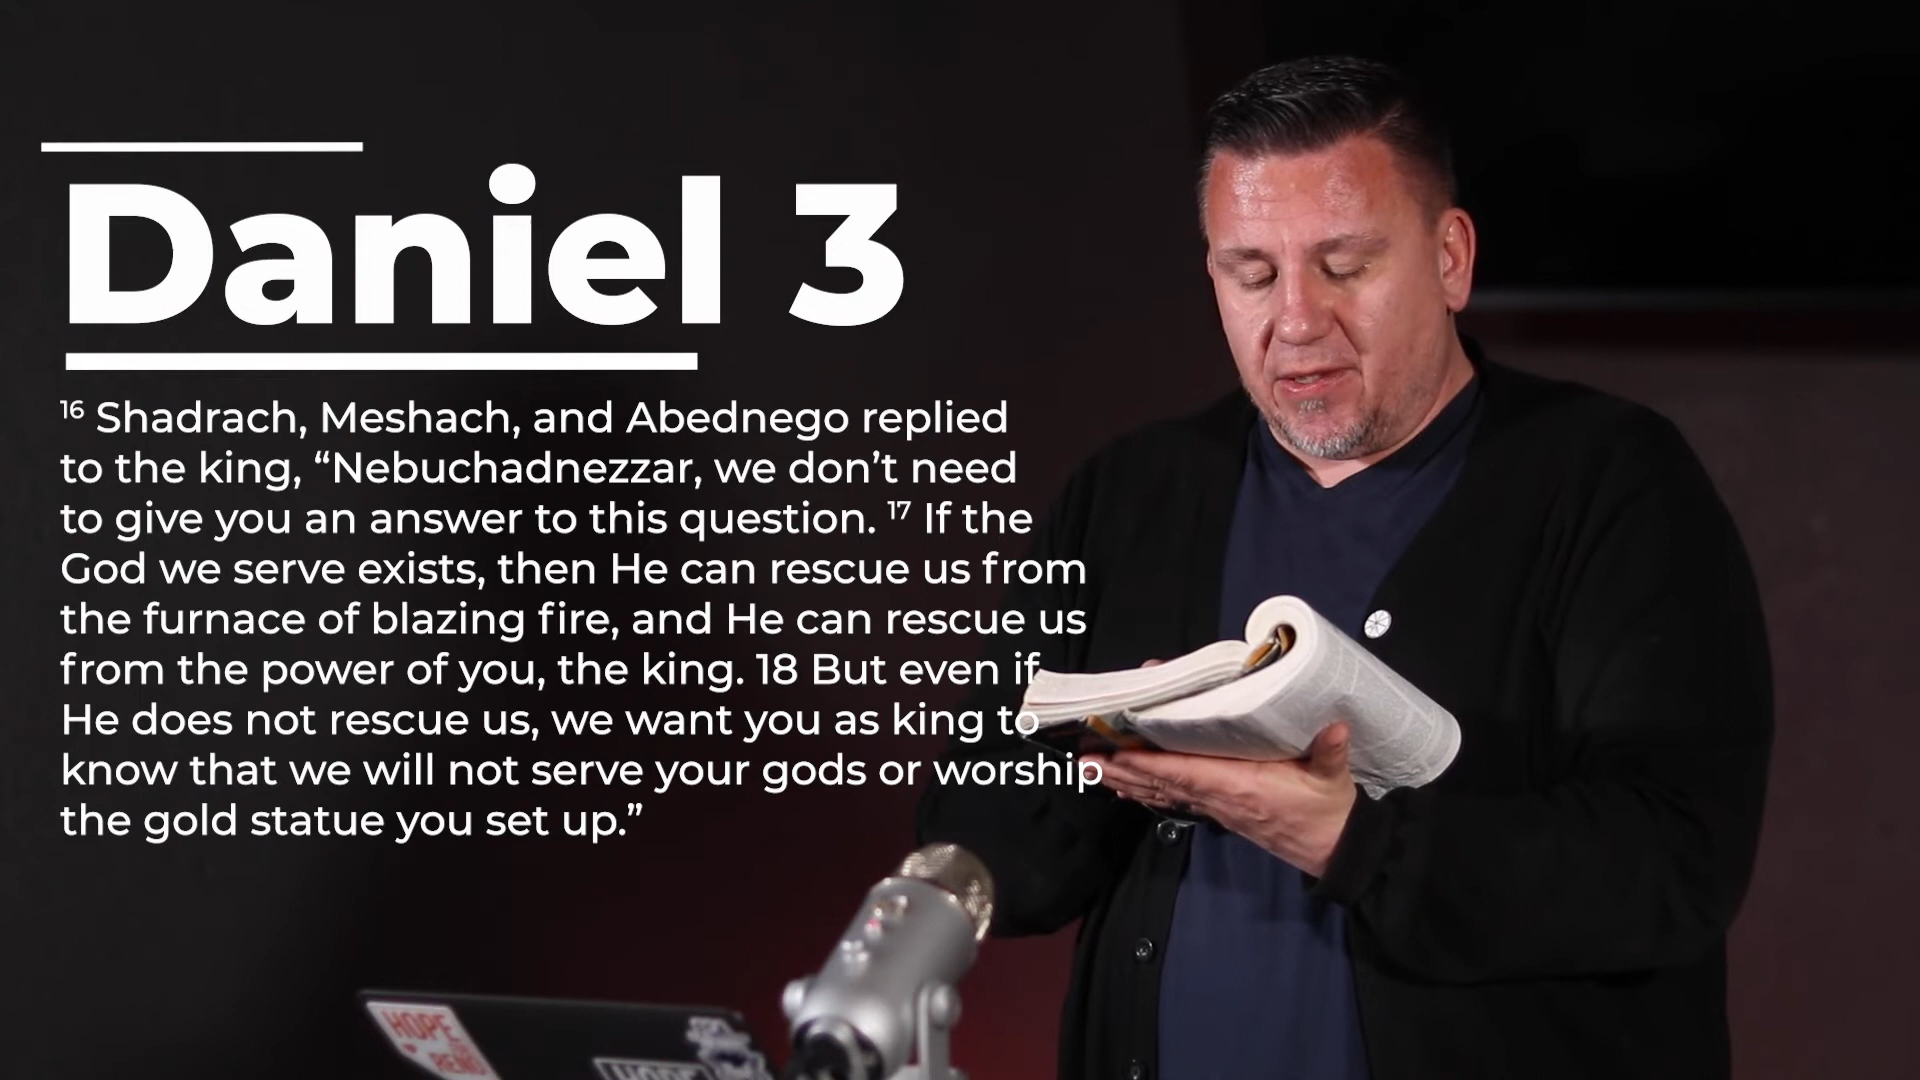 Daniel 3
¹⁶ Shadrach, Meshach, and Abednego replied
to the king, “Nebuchadnezzar, we don’t need
to give you an answer to this question. ¹⁷ If the
God we serve exists, then He can rescue us from
the furnace of blazing fire, and He can rescue us
from the power of you, the king. 18 But even if
He does not rescue us, we want you as king to
know that we will not serve your gods or worship
the gold statue you set up.”
HOPE
RENO
HOPE